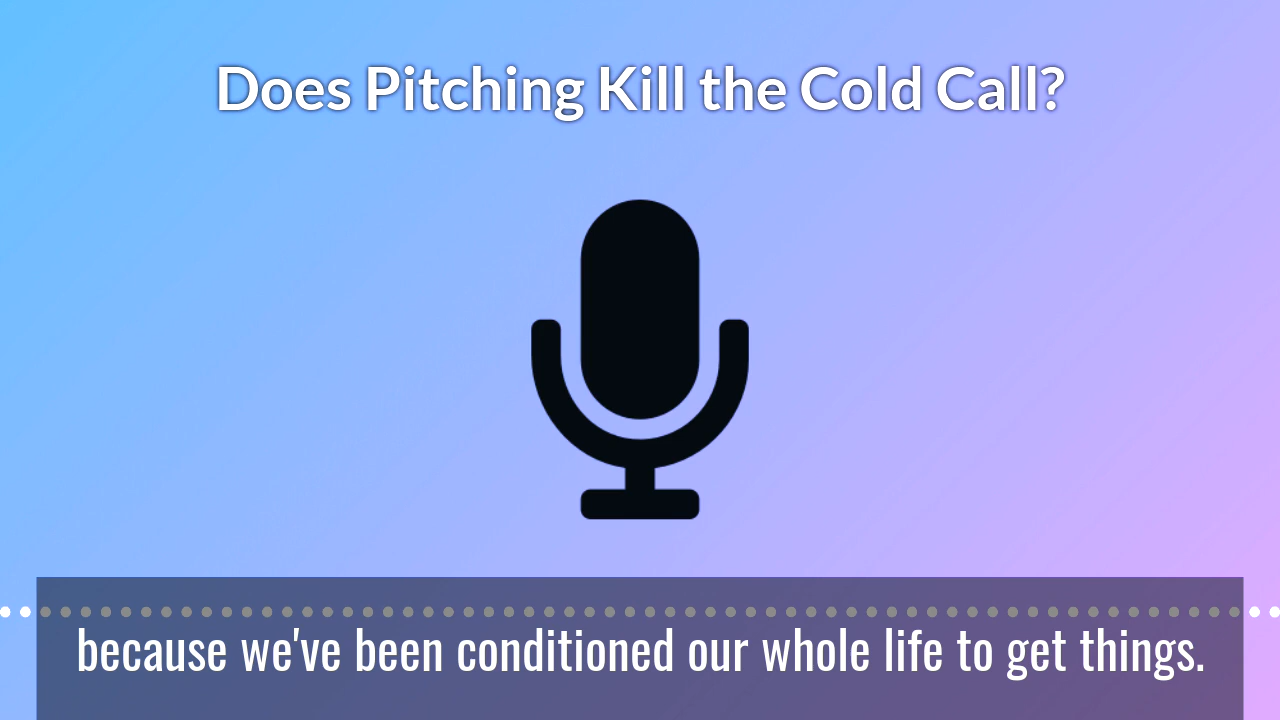 Does Pitching Kill the Cold Call?
because we've been conditioned our whole life to get things.